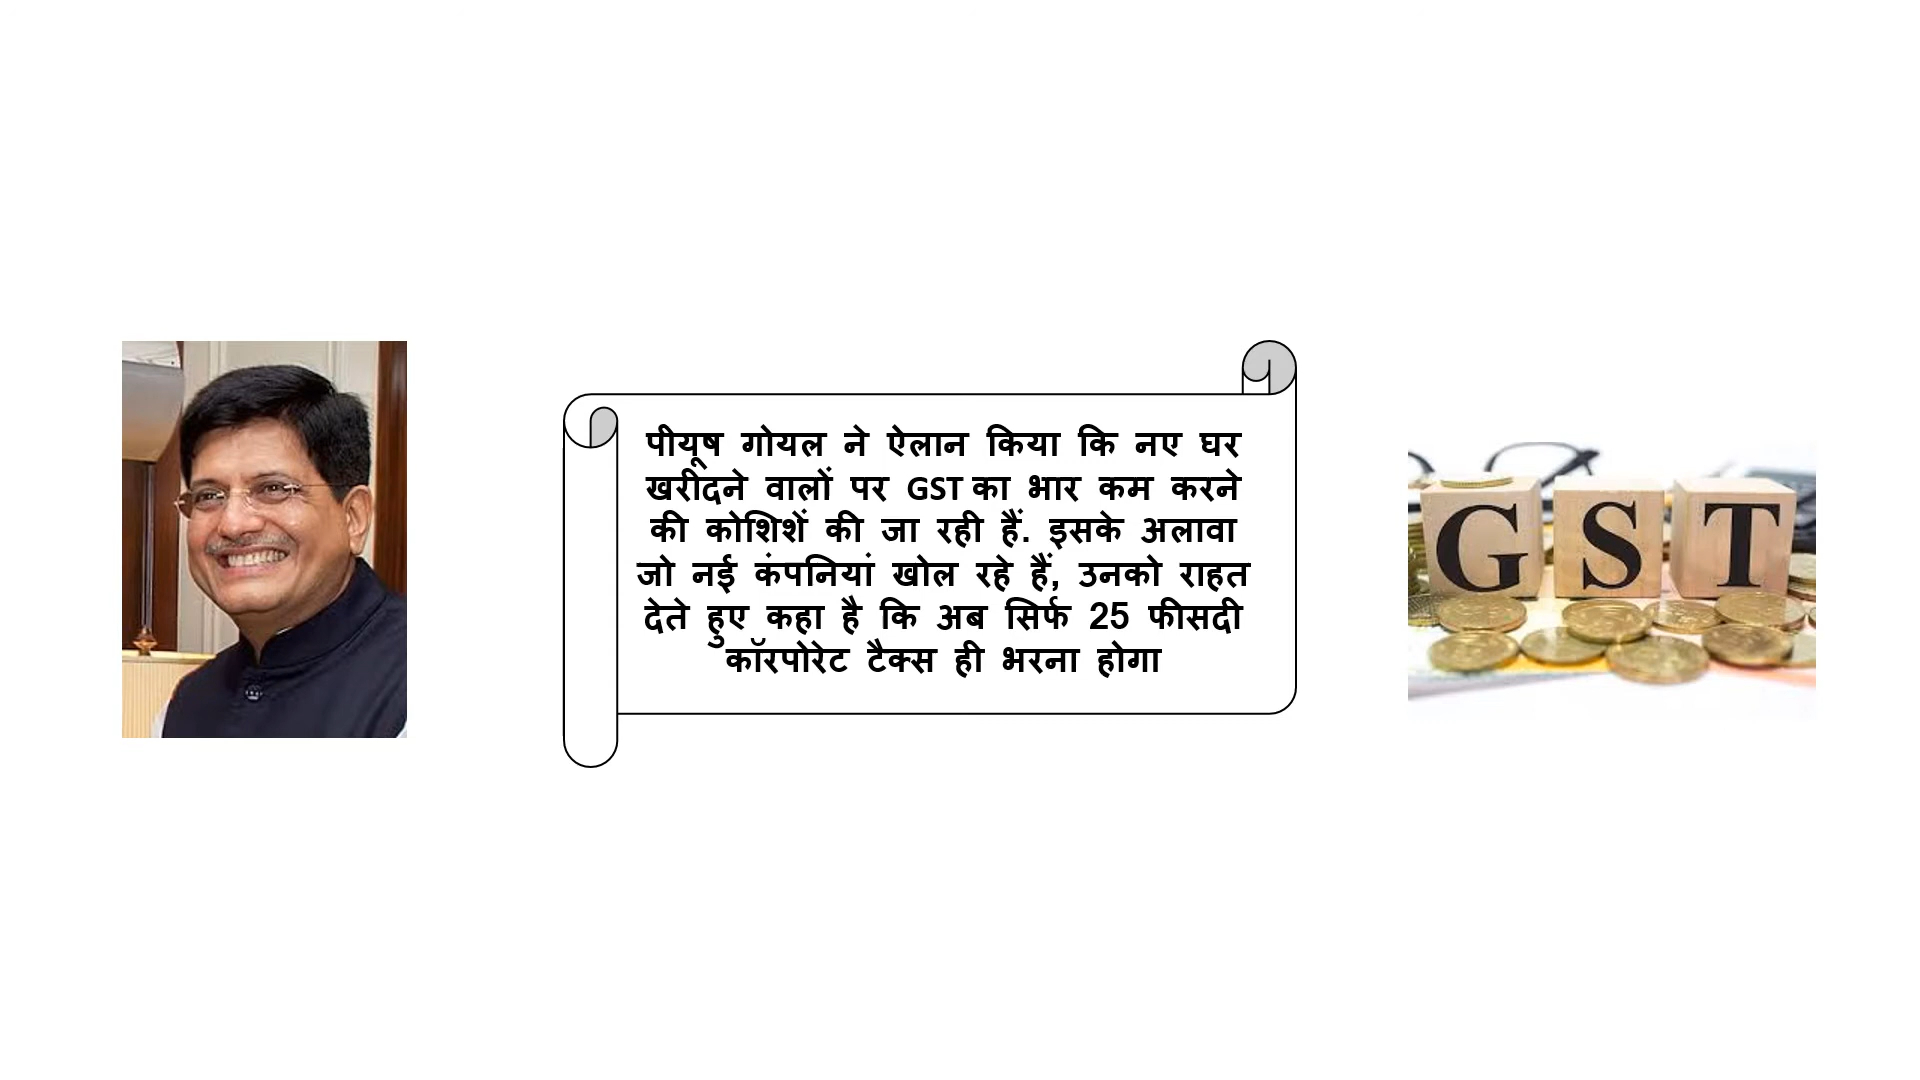 पीयूष गोयल ने ऐलान किया कि नए घर
खरीदने वालों पर GST का भार कम करने
की कोशिशें की जा रही हैं. इसके अलावा
जो नई कंपनियां खोल रहे हैं, उनको राहत
देते हुए कहा है कि अब सिर्फ 25 फीसदी
कॉरपोरेट टैक्स ही भरना होगा
G S T